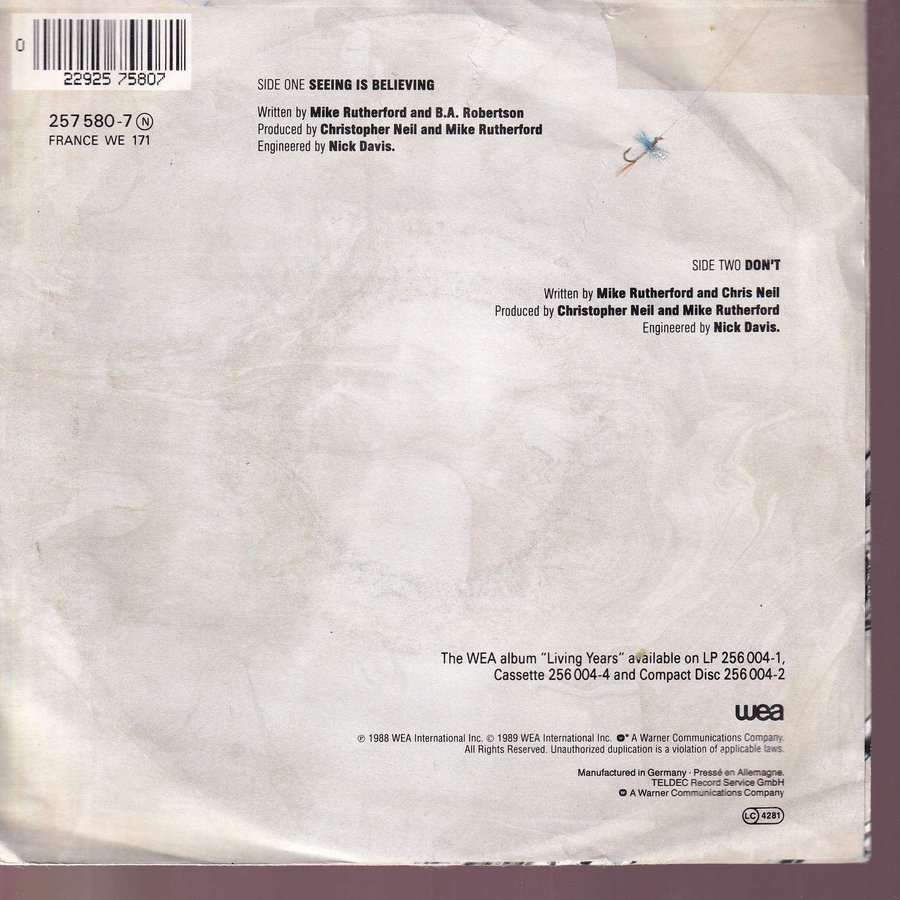 0
22925 75807
257 580-7 Ⓝ
FRANCE WE 171
SIDE ONE SEEING IS BELIEVING
Written by Mike Rutherford and B.A. Robertson
Produced by Christopher Neil and Mike Rutherford
Engineered by Nick Davis.
SIDE TWO DON'T
Written by Mike Rutherford and Chris Neil
Produced by Christopher Neil and Mike Rutherford
Engineered by Nick Davis.
The WEA album "Living Years" available on LP 256 004-1,
Cassette 256 004-4 and Compact Disc 256 004-2
wea
℗ 1988 WEA International Inc. © 1989 WEA International Inc. A Warner Communications Company.
All Rights Reserved. Unauthorized duplication is a violation of applicable laws.
Manufactured in Germany · Pressé en Allemagne.
TELDEC Record Service GmbH
A Warner Communications Company
LC 4281